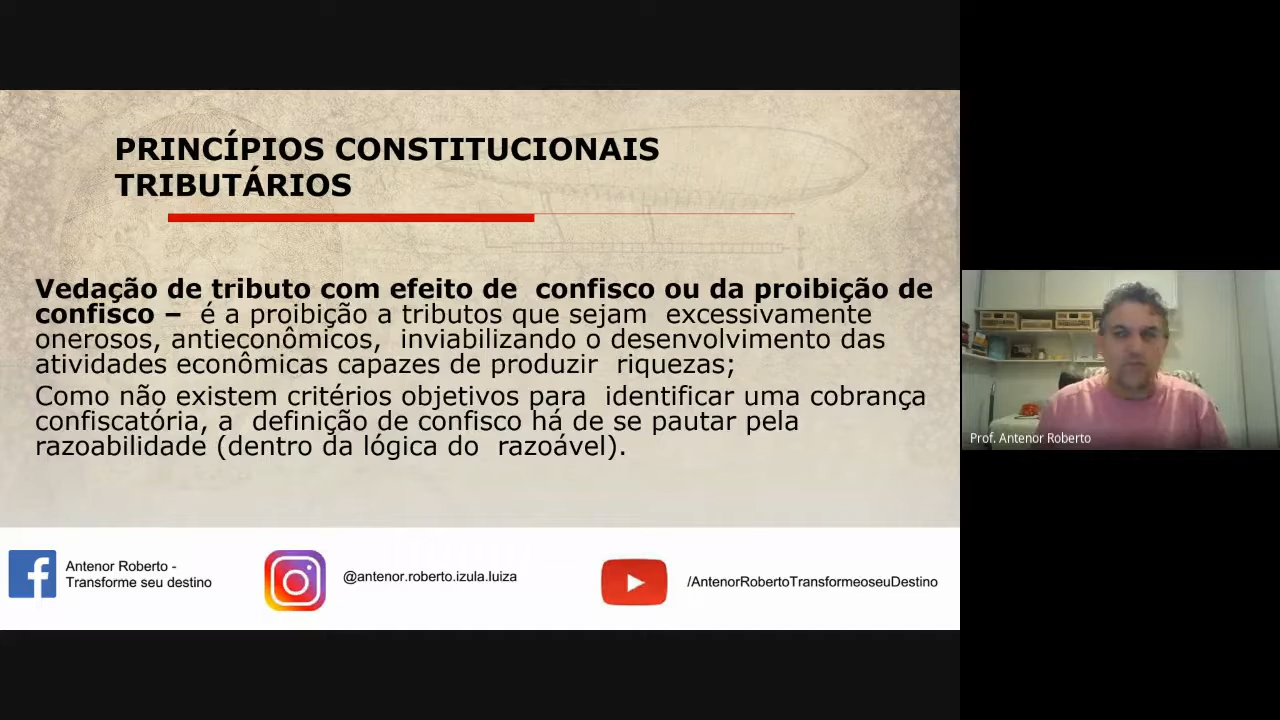 PRINCÍPIOS CONSTITUCIONAIS
TRIBUTÁRIOS
Vedação de tributo com efeito de confisco ou da proibição de
confisco – é a proibição a tributos que sejam excessivamente
onerosos, antieconômicos, inviabilizando o desenvolvimento das
atividades econômicas capazes de produzir riquezas;
Como não existem critérios objetivos para identificar uma cobrança
confiscatória, a definição de confisco há de se pautar pela
razoabilidade (dentro da lógica do razoável).
Prof. Antenor Roberto
Antenor Roberto -
Transforme seu destino
@antenor.roberto.izula.luiza
/AntenorRobertoTransformeoseuDestino